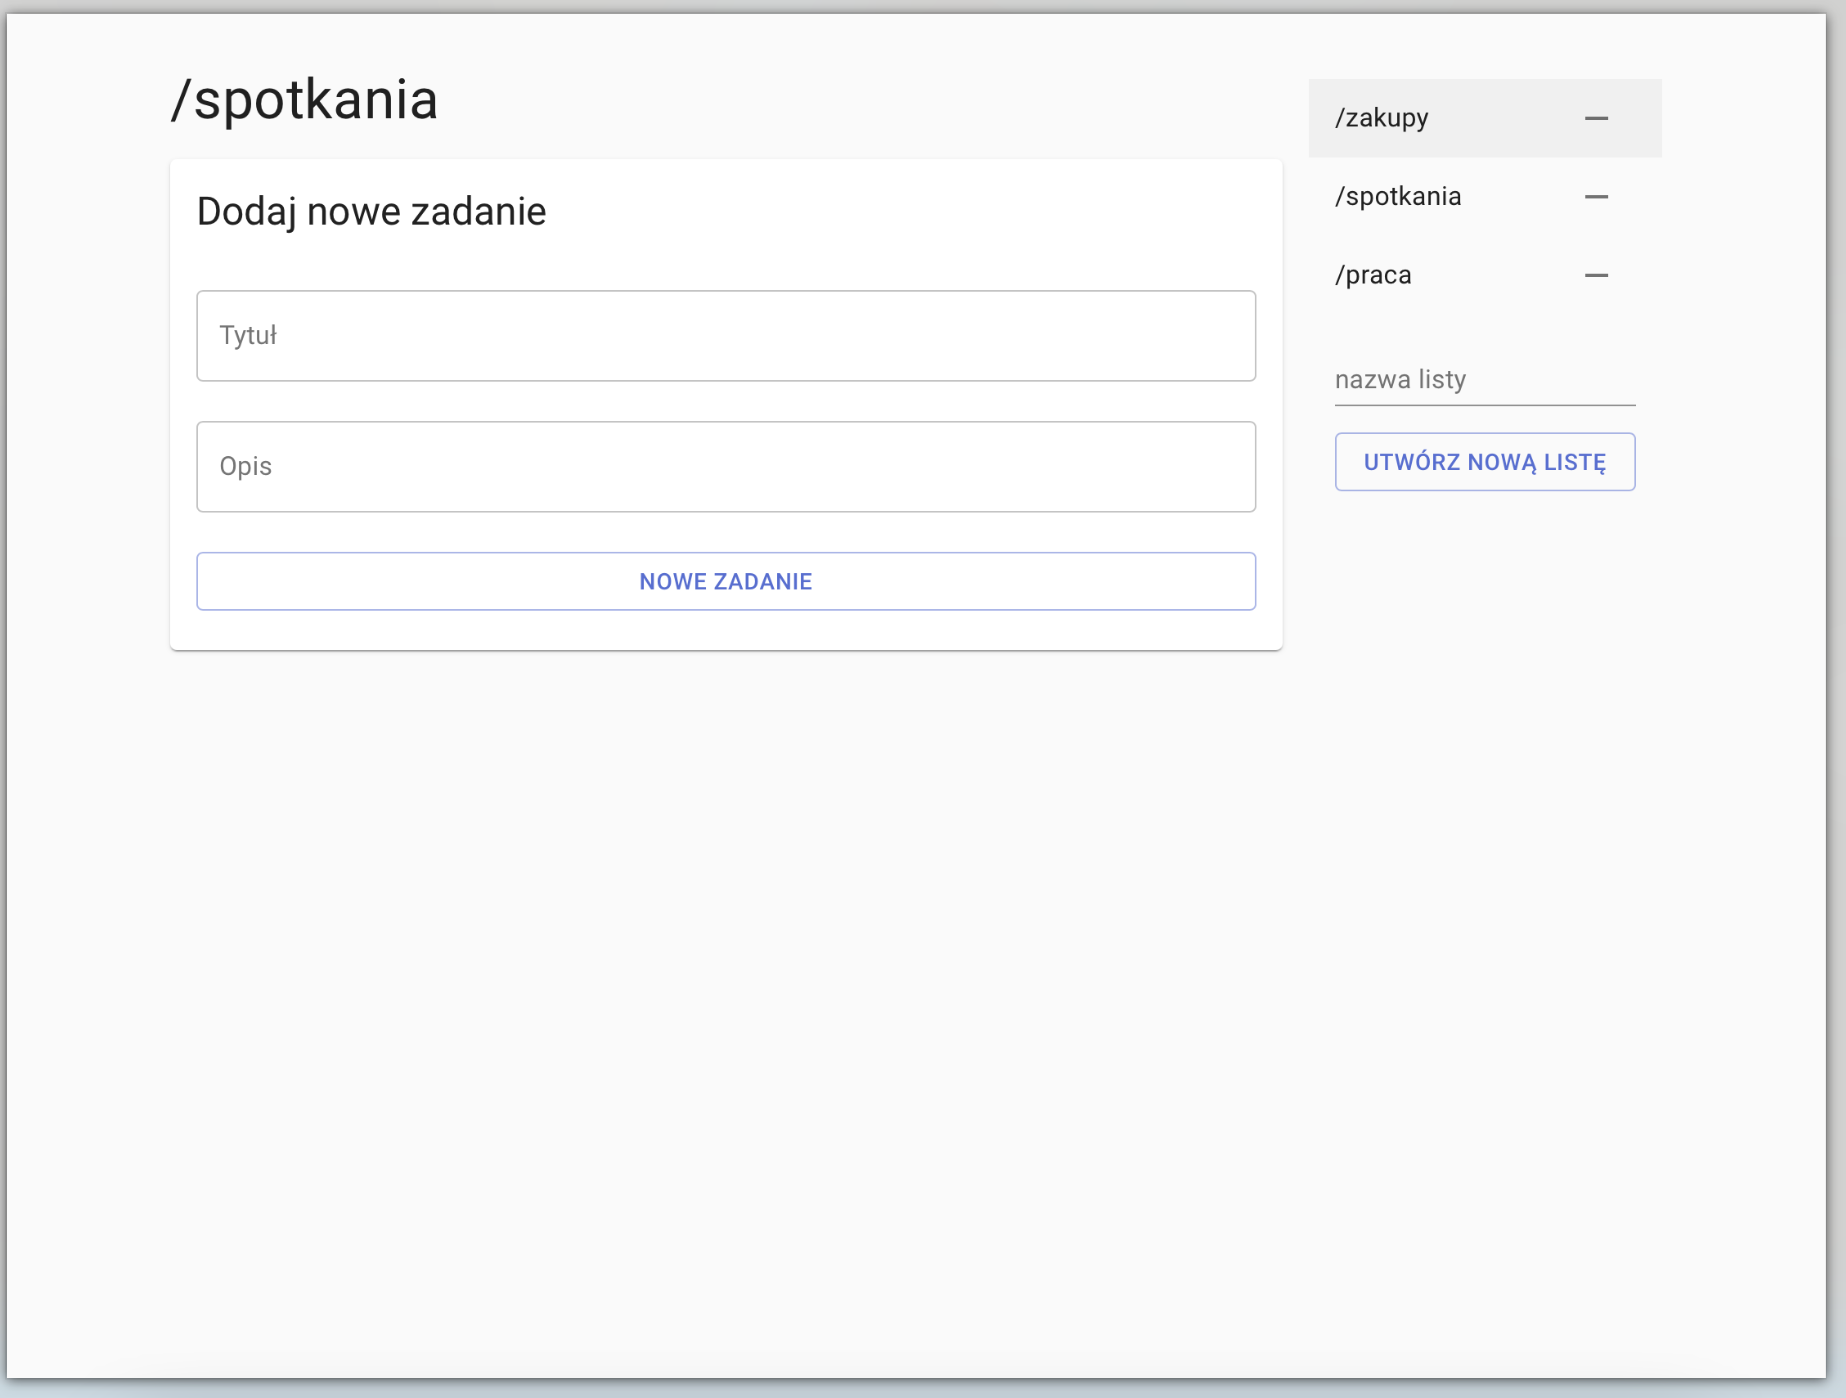 /spotkania
Dodaj nowe zadanie
Tytuł
Opis
NOWE ZADANIE
/zakupy
/spotkania
/praca
nazwa listy
UTWÓRZ NOWĄ LISTĘ